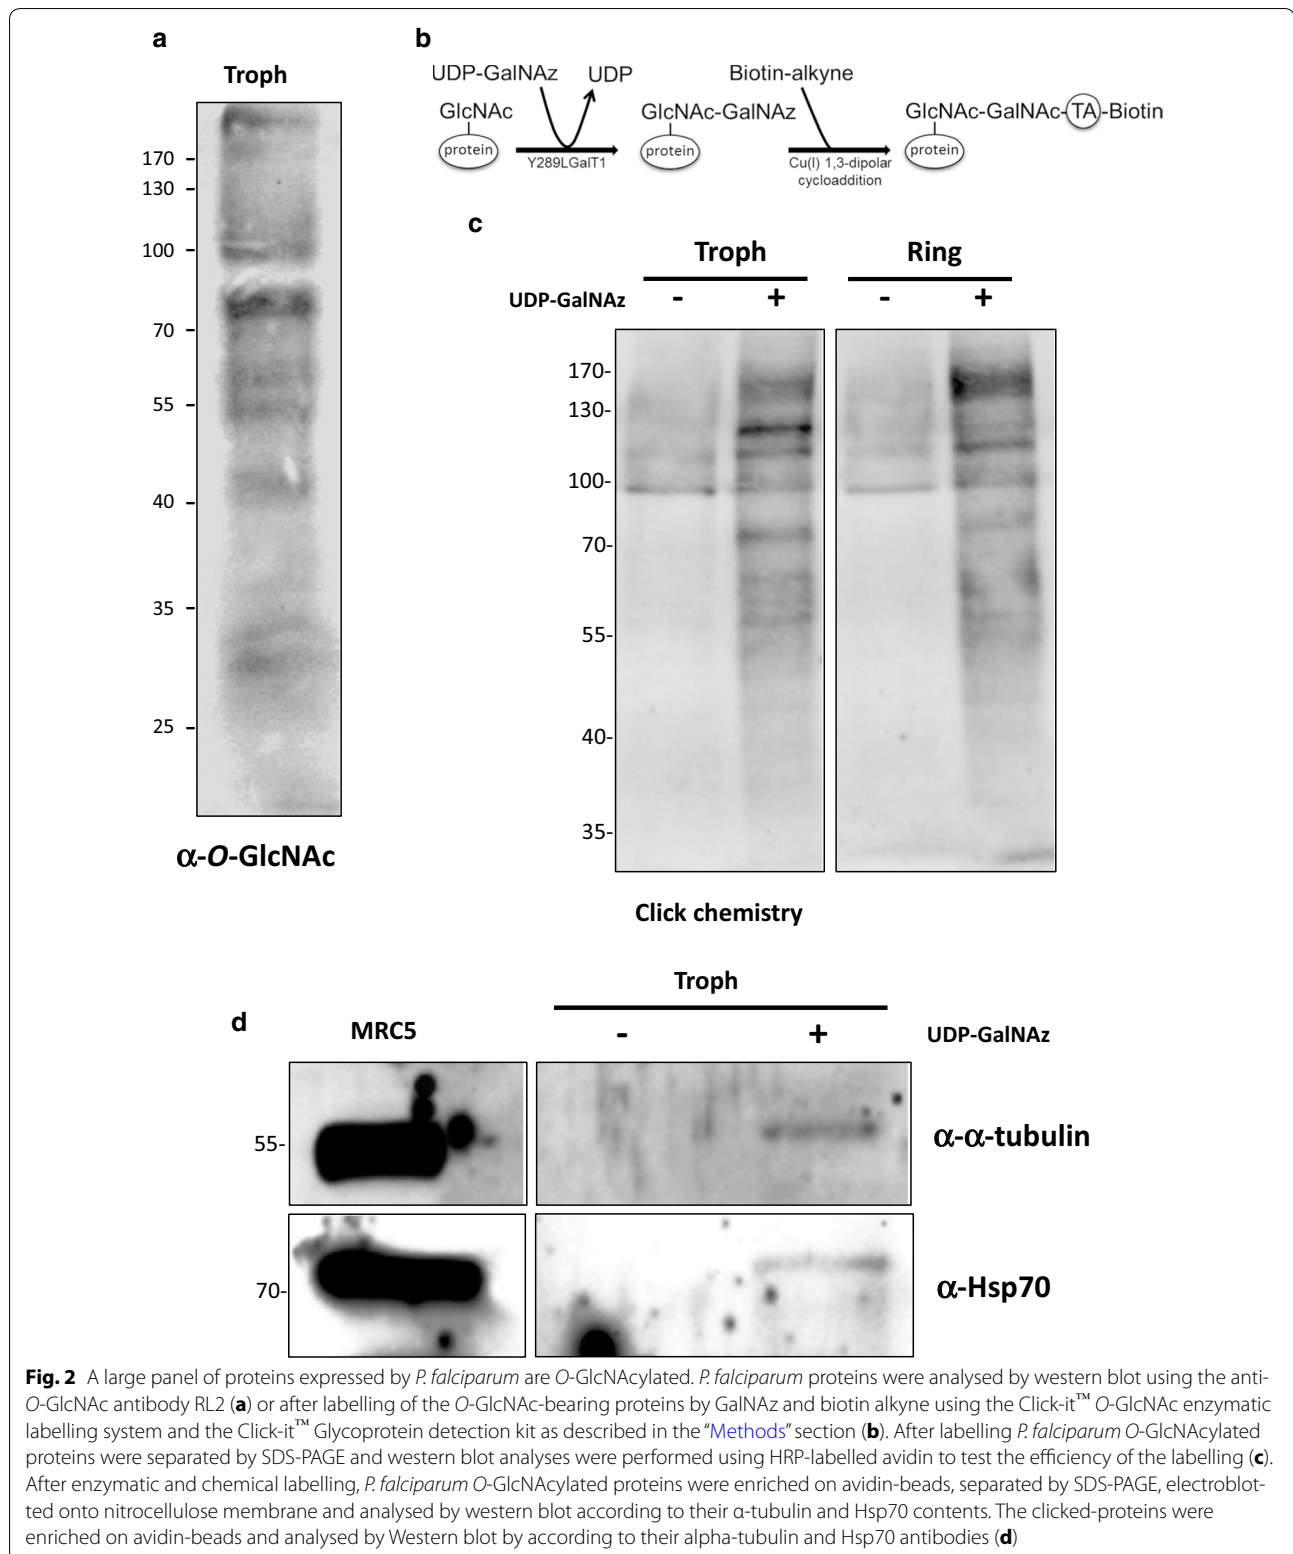 a
Troph
170
130
100
70
55
40
35
25
α-O-GlcNAc
b
UDP-GalNAz UDP Biotin-alkyne
GlcNAc GlcNAc-GalNAz GlcNAc-GalNAc-TA-Biotin
protein protein protein
Y289LGalT1 Cu(I) 1,3-dipolar
cycloaddition
c
Troph Ring
UDP-GalNAz - + - +
170-
130-
100-
70-
55-
40-
35-
Click chemistry
Troph
d MRC5 - + UDP-GalNAz
55- α-α-tubulin
70- α-Hsp70
Fig. 2 A large panel of proteins expressed by P. falciparum are O-GlcNAcylated. P. falciparum proteins were analysed by western blot using the anti-
O-GlcNAc antibody RL2 (a) or after labelling of the O-GlcNAc-bearing proteins by GalNAz and biotin alkyne using the Click-it™ O-GlcNAc enzymatic
labelling system and the Click-it™ Glycoprotein detection kit as described in the “Methods” section (b). After labelling P. falciparum O-GlcNAcylated
proteins were separated by SDS-PAGE and western blot analyses were performed using HRP-labelled avidin to test the efficiency of the labelling (c).
After enzymatic and chemical labelling, P. falciparum O-GlcNAcylated proteins were enriched on avidin-beads, separated by SDS-PAGE, electroblot-
ted onto nitrocellulose membrane and analysed by western blot according to their α-tubulin and Hsp70 contents. The clicked-proteins were
enriched on avidin-beads and analysed by Western blot by according to their alpha-tubulin and Hsp70 antibodies (d)